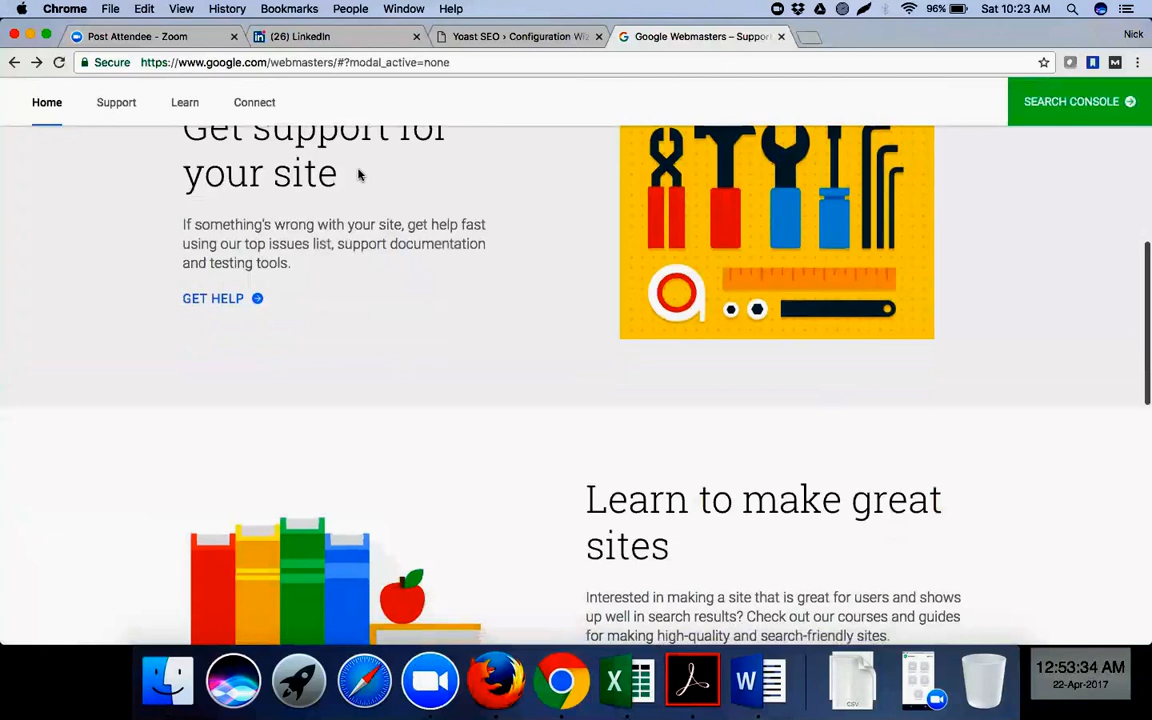 Chrome File Edit View History Bookmarks People Window Help 96% Sat 10:23 AM
Post Attendee - Zoom (26) LinkedIn Yoast SEO › Configuration Wiz Google Webmasters – Suppor Nick
Secure https://www.google.com/webmasters/#?modal_active=none
Home Support Learn Connect SEARCH CONSOLE
Get support for
your site
If something's wrong with your site, get help fast
using our top issues list, support documentation
and testing tools.
GET HELP
Learn to make great
sites
Interested in making a site that is great for users and shows
up well in search results? Check out our courses and guides
for making high-quality and search-friendly sites.
CSV
12:53:34 AM
22-Apr-2017